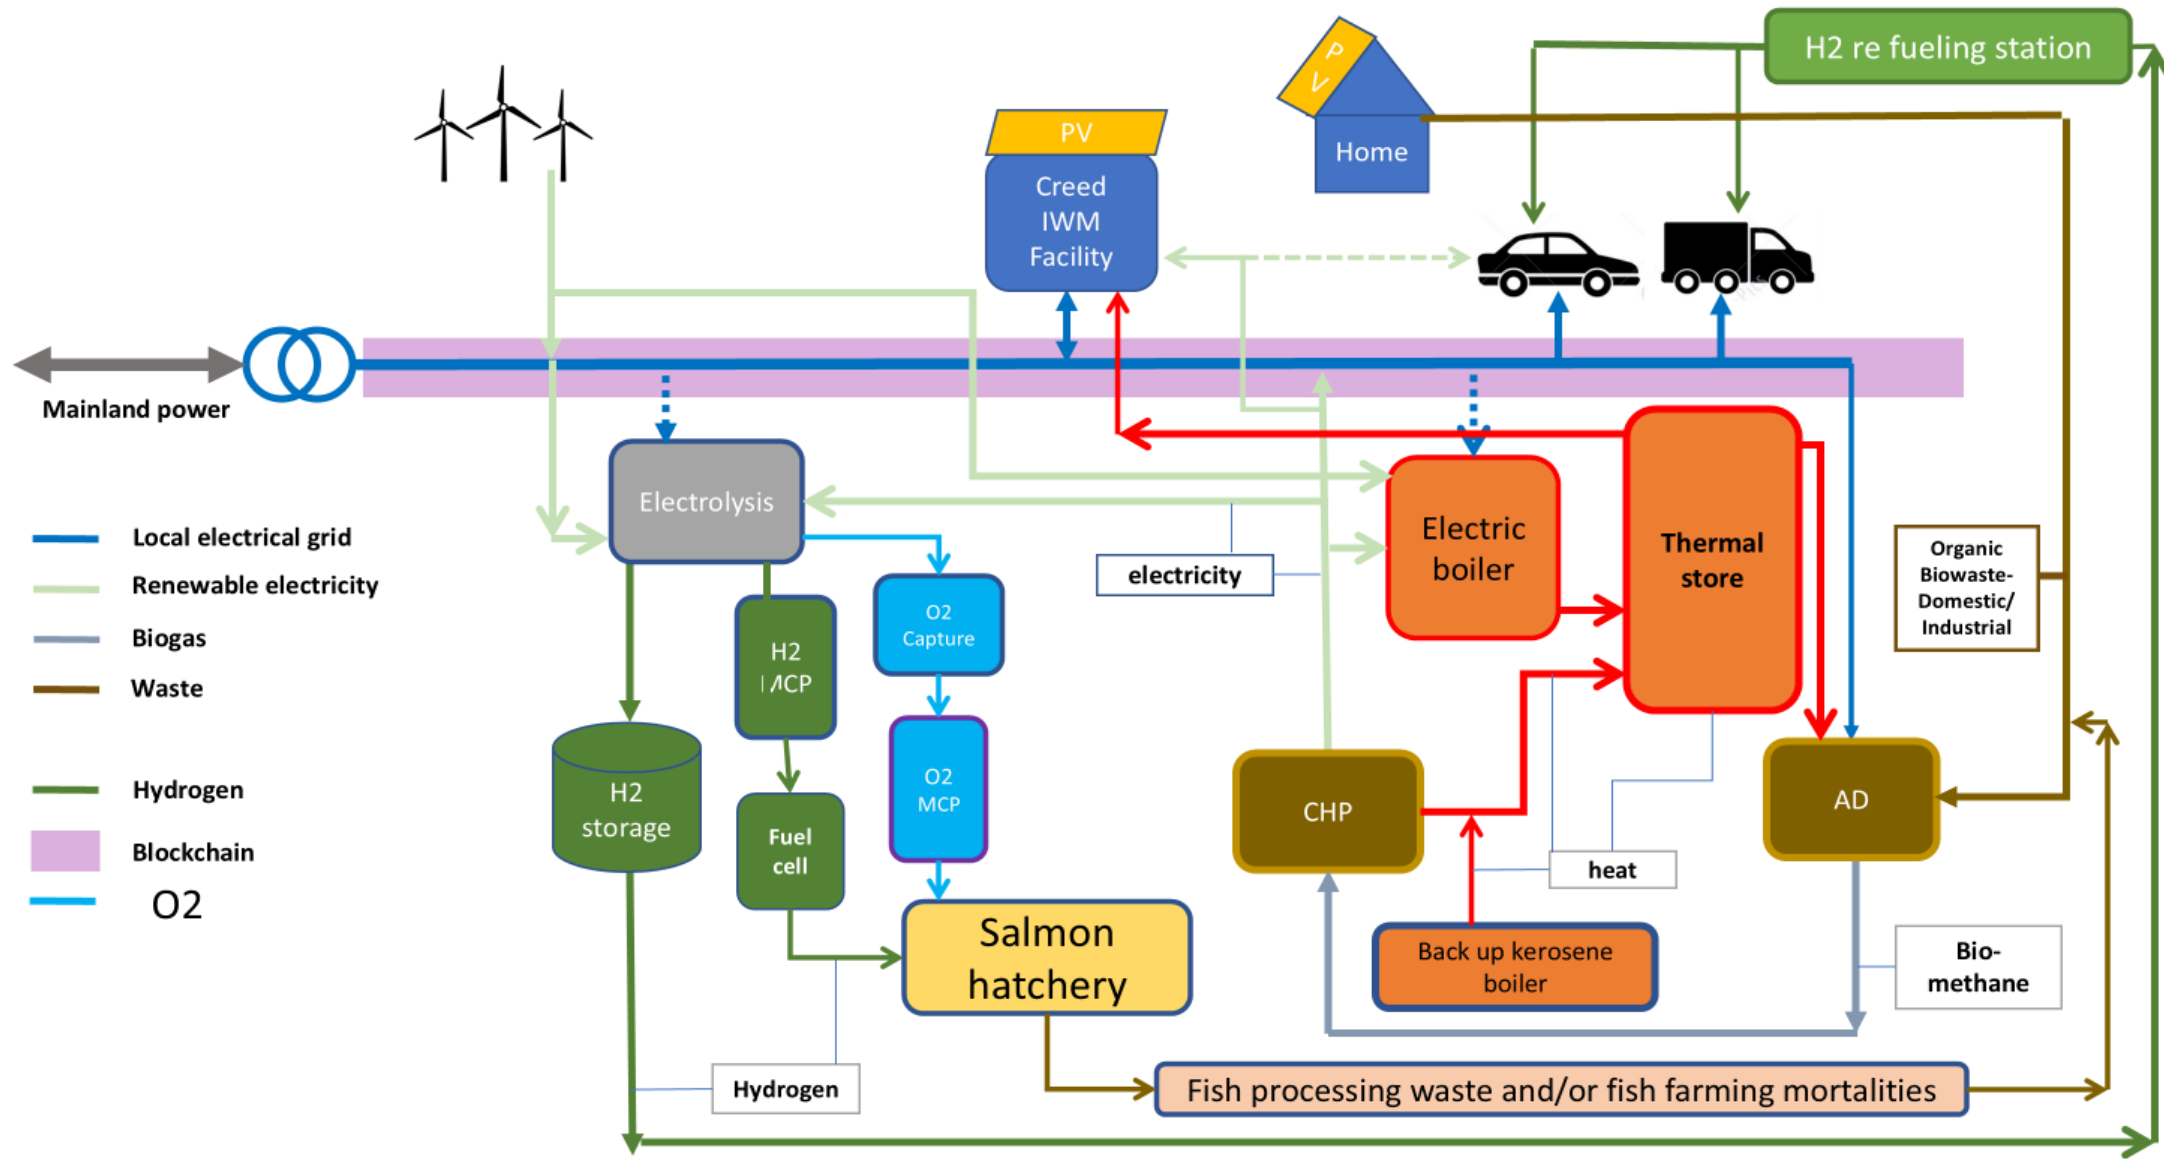 H2 re fueling station
P
V
Home
PV
Creed
IWM
Facility
Mainland power
Electrolysis
Electric
boiler
Thermal
store
Local electrical grid
Renewable electricity
Biogas
Waste
Hydrogen
Blockchain
O2
electricity
Organic
Biowaste-
Domestic/
Industrial
O2
Capture
H2
MCP
O2
MCP
H2
storage
Fuel
cell
CHP
AD
heat
Salmon
hatchery
Back up kerosene
boiler
Bio-
methane
Hydrogen
Fish processing waste and/or fish farming mortalities